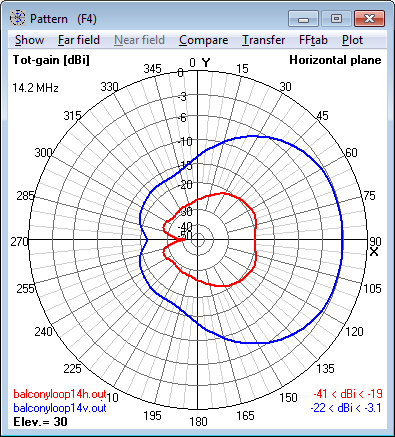 Pattern (F4)
Show Far field Near field Compare Transfer FFtab Plot
Tot-gain [dBi] Horizontal plane
14.2 MHz
0 Y
345 15
330 30
315 45
300 60
285 75
270 90 X
255 105
240 120
225 135
210 150
195 165
180
0
-3
-6
-10
-15
-20
-30
-40
-50
balconyloop14h.out -41 < dBi < -19
balconyloop14v.out -22 < dBi < -3.1
Elev.= 30